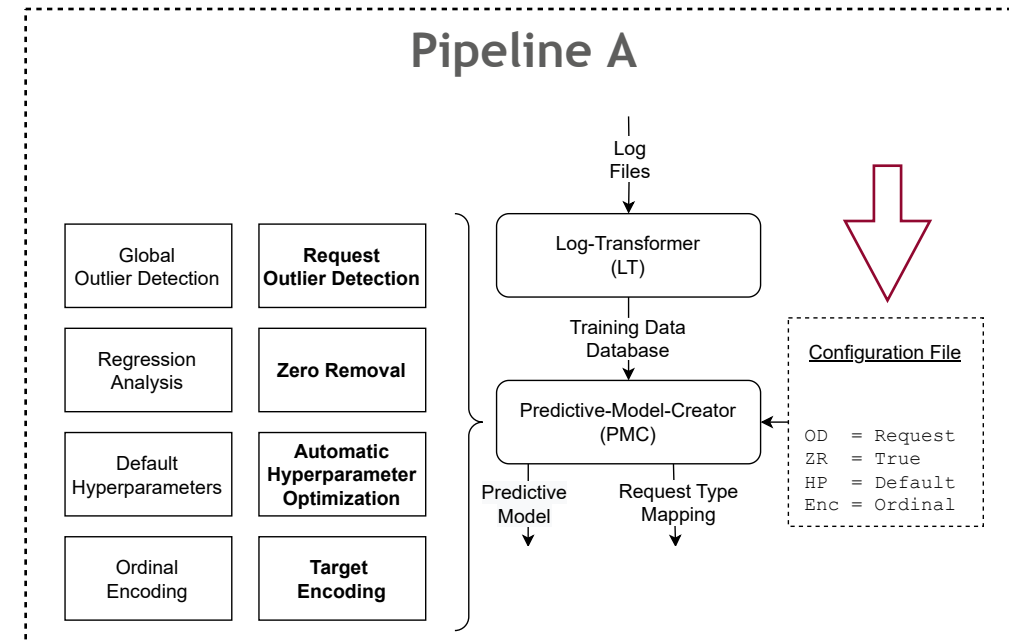 Pipeline A
Log
Files
Log-Transformer
(LT)
Training Data
Database
Predictive-Model-Creator
(PMC)
Predictive
Model
Request Type
Mapping
Global
Outlier Detection
Request
Outlier Detection
Regression
Analysis
Zero Removal
Default
Hyperparameters
Automatic
Hyperparameter
Optimization
Ordinal
Encoding
Target
Encoding
Configuration File
OD = Request
ZR = True
HP = Default
Enc = Ordinal